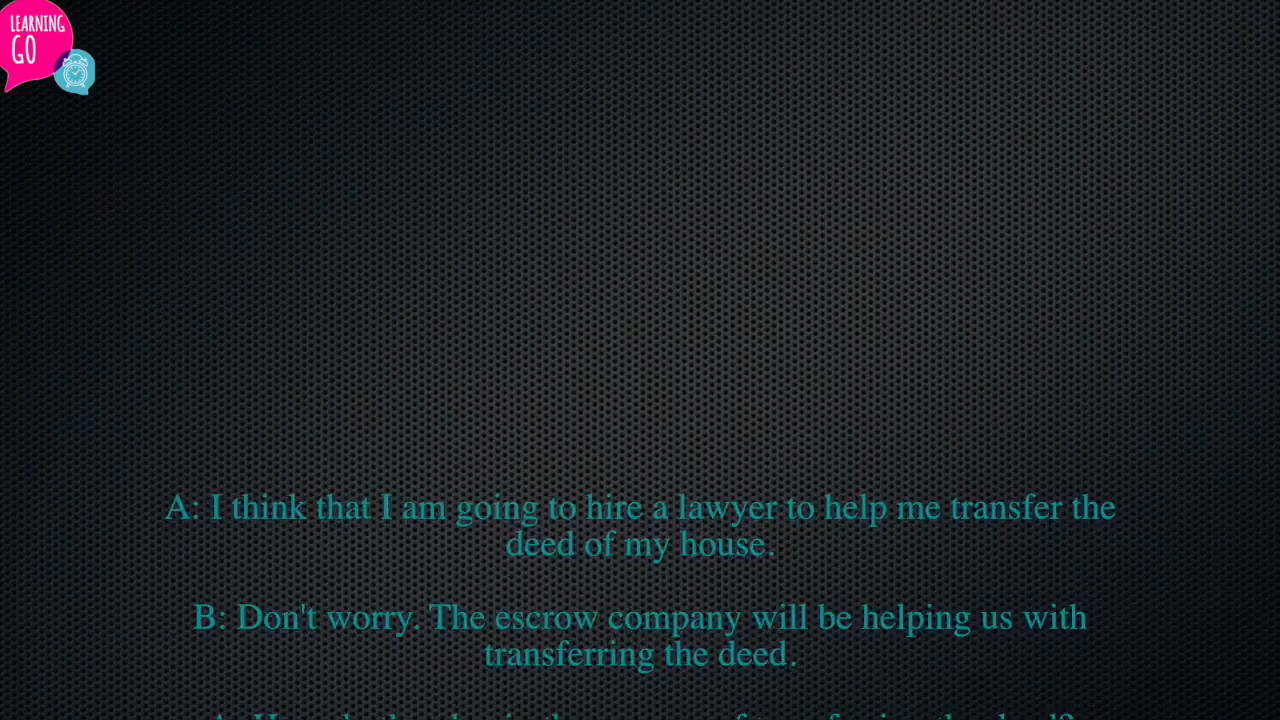 LEARNING
GO
A: I think that I am going to hire a lawyer to help me transfer the
deed of my house.
B: Don't worry. The escrow company will be helping us with
transferring the deed.